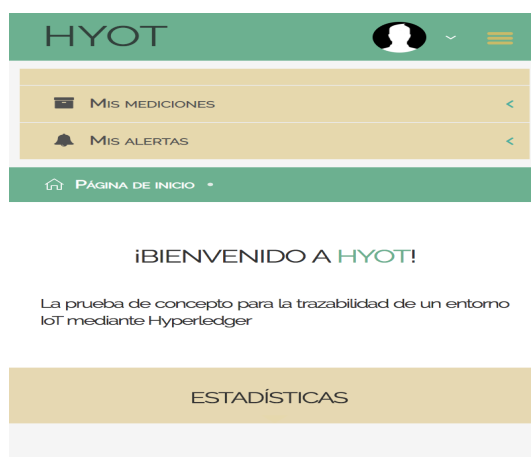 HYOT
MIS MEDICIONES
MIS ALERTAS
PÁGINA DE INICIO
¡BIENVENIDO A HYOT!
La prueba de concepto para la trazabilidad de un entorno
IoT mediante Hyperledger
ESTADÍSTICAS